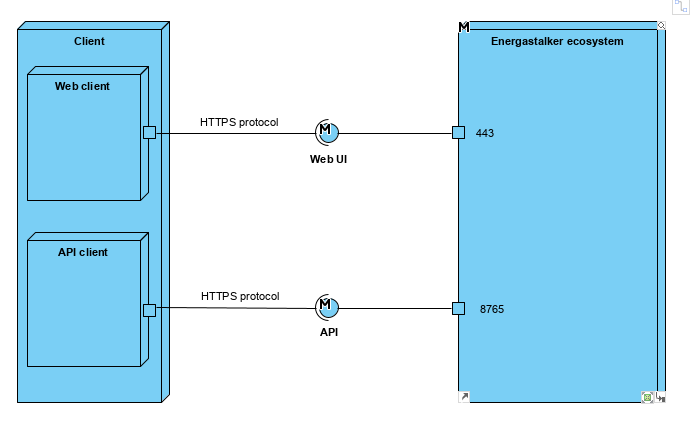 Client
Energastalker ecosystem
Web client
HTTPS protocol
M
M
443
Web UI
API client
HTTPS protocol
M
8765
API